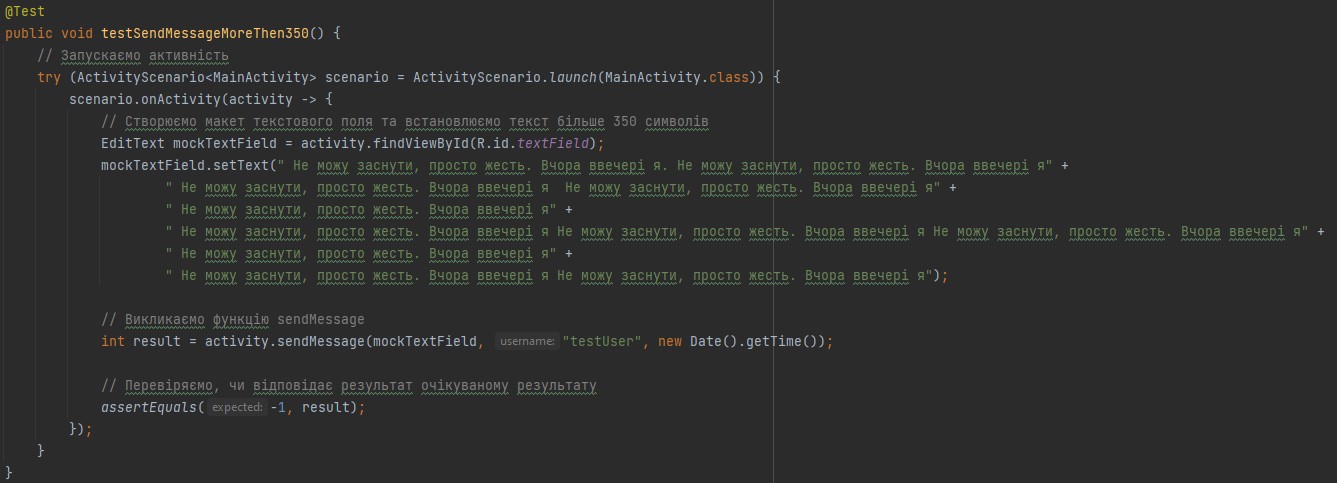 @Test
public void testSendMessageMoreThen350() {
// Запускаємо активність
try (ActivityScenario<MainActivity> scenario = ActivityScenario.launch(MainActivity.class)) {
scenario.onActivity(activity -> {
// Створюємо макет текстового поля та встановлюємо текст більше 350 символів
EditText mockTextField = activity.findViewById(R.id.textField);
mockTextField.setText(" Не можу заснути, просто жесть. Вчора ввечері я. Не можу заснути, просто жесть. Вчора ввечері я" +
" Не можу заснути, просто жесть. Вчора ввечері я  Не можу заснути, просто жесть. Вчора ввечері я" +
" Не можу заснути, просто жесть. Вчора ввечері я" +
" Не можу заснути, просто жесть. Вчора ввечері я Не можу заснути, просто жесть. Вчора ввечері я Не можу заснути, просто жесть. Вчора ввечері я" +
" Не можу заснути, просто жесть. Вчора ввечері я" +
" Не можу заснути, просто жесть. Вчора ввечері я Не можу заснути, просто жесть. Вчора ввечері я");
// Викликаємо функцію sendMessage
int result = activity.sendMessage(mockTextField, username: "testUser", new Date().getTime());
// Перевіряємо, чи відповідає результат очікуваному результату
assertEquals( expected: -1, result);
});
}
}